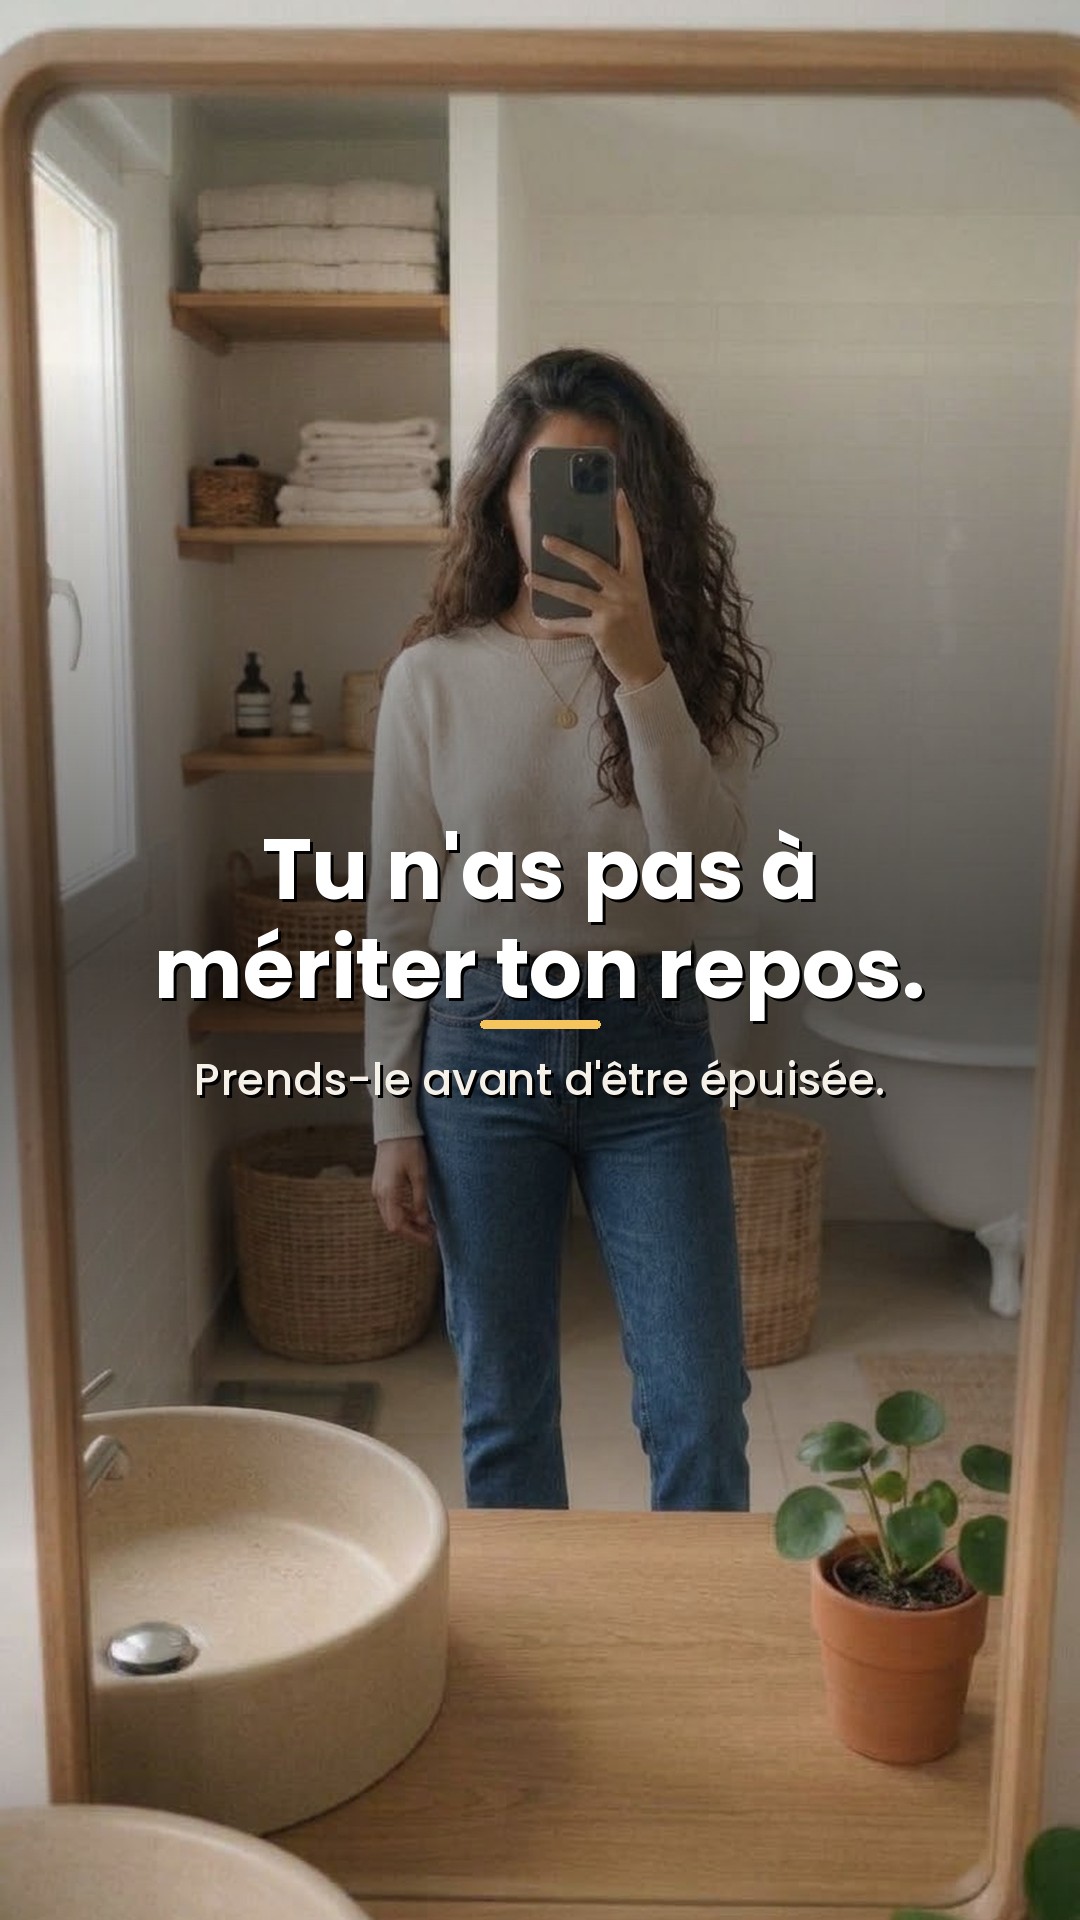 Tu n'as pas à
mériter ton repos.
Prends-le avant d'être épuisée.